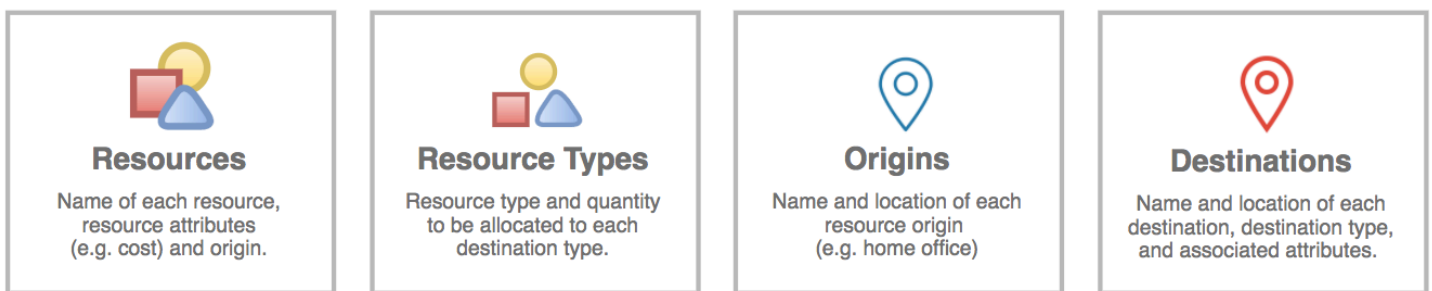 Resources
Name of each resource,
resource attributes
(e.g. cost) and origin.
Resource Types
Resource type and quantity
to be allocated to each
destination type.
Origins
Name and location of each
resource origin
(e.g. home office)
Destinations
Name and location of each
destination, destination type,
and associated attributes.